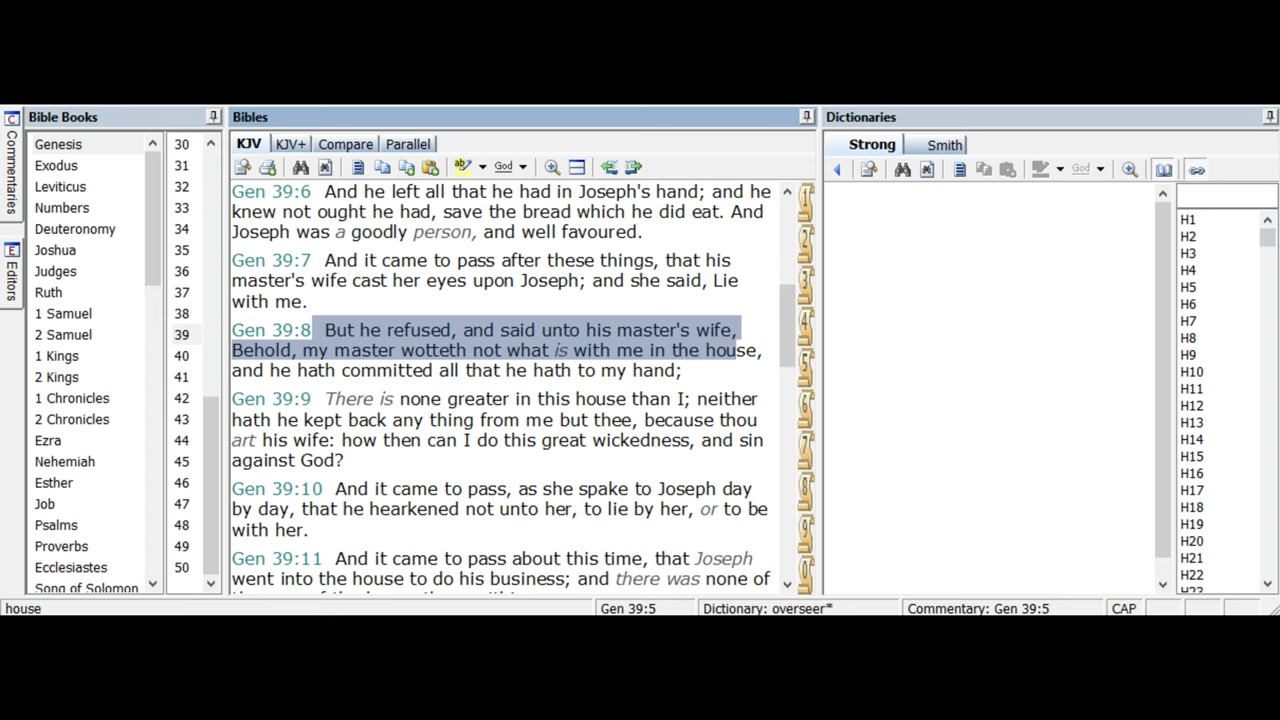 Bible Books
Bibles
Dictionaries
Commentaries
Editors
Genesis
Exodus
Leviticus
Numbers
Deuteronomy
Joshua
Judges
Ruth
1 Samuel
2 Samuel
1 Kings
2 Kings
1 Chronicles
2 Chronicles
Ezra
Nehemiah
Esther
Job
Psalms
Proverbs
Ecclesiastes
Song of Solomon
30
31
32
33
34
35
36
37
38
39
40
41
42
43
44
45
46
47
48
49
50
KJV KJV+ Compare Parallel
God
Gen 39:6 And he left all that he had in Joseph's hand; and he
knew not ought he had, save the bread which he did eat. And
Joseph was a goodly person, and well favoured.
Gen 39:7 And it came to pass after these things, that his
master's wife cast her eyes upon Joseph; and she said, Lie
with me.
Gen 39:8 But he refused, and said unto his master's wife,
Behold, my master wotteth not what is with me in the house,
and he hath committed all that he hath to my hand;
Gen 39:9 There is none greater in this house than I; neither
hath he kept back any thing from me but thee, because thou
art his wife: how then can I do this great wickedness, and sin
against God?
Gen 39:10 And it came to pass, as she spake to Joseph day
by day, that he hearkened not unto her, to lie by her, or to be
with her.
Gen 39:11 And it came to pass about this time, that Joseph
went into the house to do his business; and there was none of
1
2
3
4
5
6
7
8
9
0
Strong Smith
God
H1
H2
H3
H4
H5
H6
H7
H8
H9
H10
H11
H12
H13
H14
H15
H16
H17
H18
H19
H20
H21
H22
H23
house
Gen 39:5
Dictionary: overseer*
Commentary: Gen 39:5
CAP